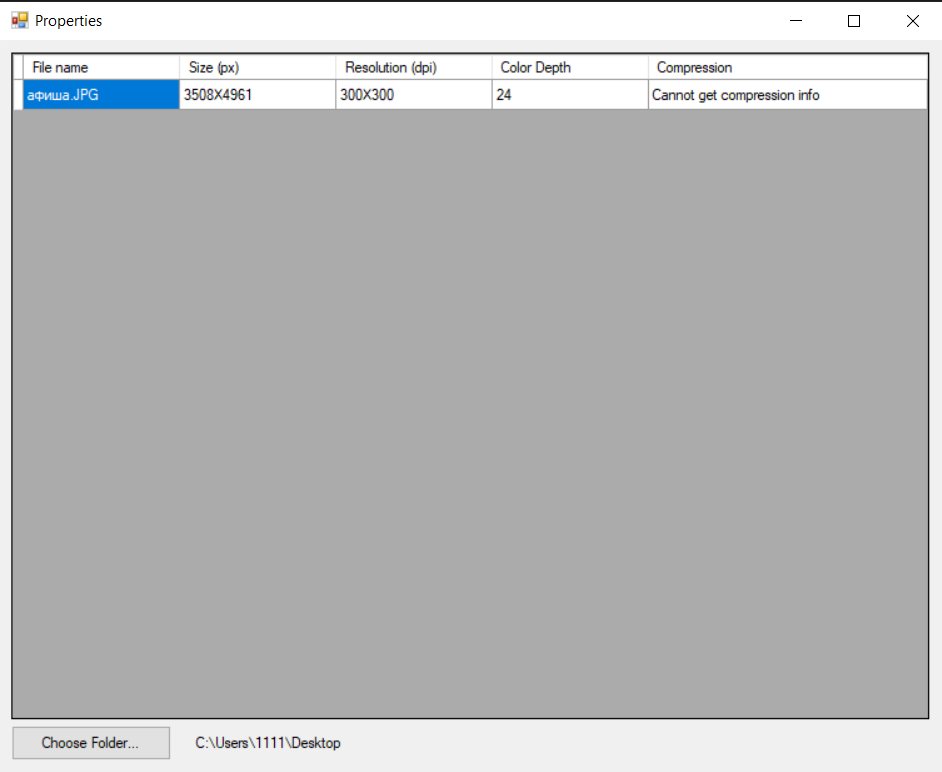 Properties
File name Size (px) Resolution (dpi) Color Depth Compression
афиша.JPG 3508X4961 300X300 24 Cannot get compression info
Choose Folder... C:\Users\1111\Desktop